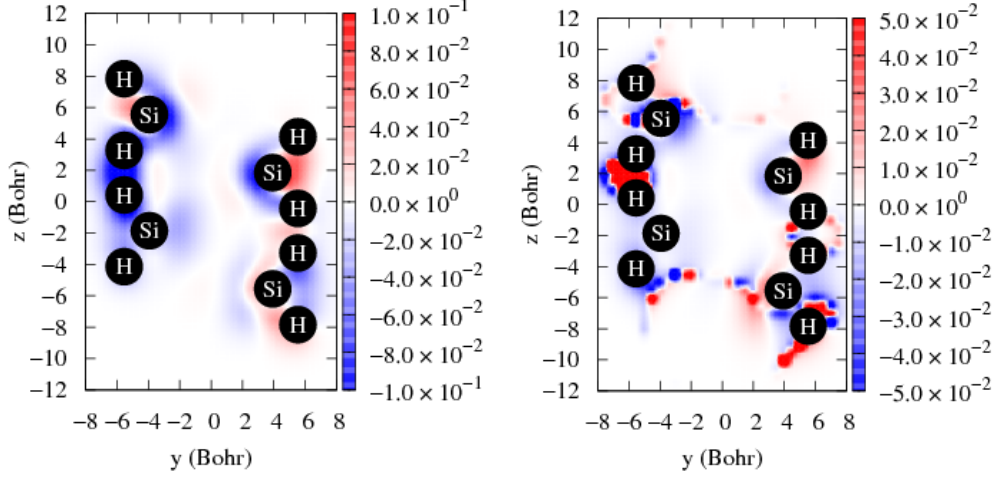 12
10
8
6
4
2
0
−2
−4
−6
−8
−10
−12
z (Bohr)
−8 −6 −4 −2 0 2 4 6 8
y (Bohr)
H
Si
H
H
H
Si
Si
H
H
H
Si
H
1.0 × 10⁻¹
8.0 × 10⁻²
6.0 × 10⁻²
4.0 × 10⁻²
2.0 × 10⁻²
0.0 × 10⁰
−2.0 × 10⁻²
−4.0 × 10⁻²
−6.0 × 10⁻²
−8.0 × 10⁻²
−1.0 × 10⁻¹
12
10
8
6
4
2
0
−2
−4
−6
−8
−10
−12
z (Bohr)
−8 −6 −4 −2 0 2 4 6 8
y (Bohr)
H
Si
H
H
H
Si
Si
H
H
H
Si
H
5.0 × 10⁻²
4.0 × 10⁻²
3.0 × 10⁻²
2.0 × 10⁻²
1.0 × 10⁻²
0.0 × 10⁰
−1.0 × 10⁻²
−2.0 × 10⁻²
−3.0 × 10⁻²
−4.0 × 10⁻²
−5.0 × 10⁻²